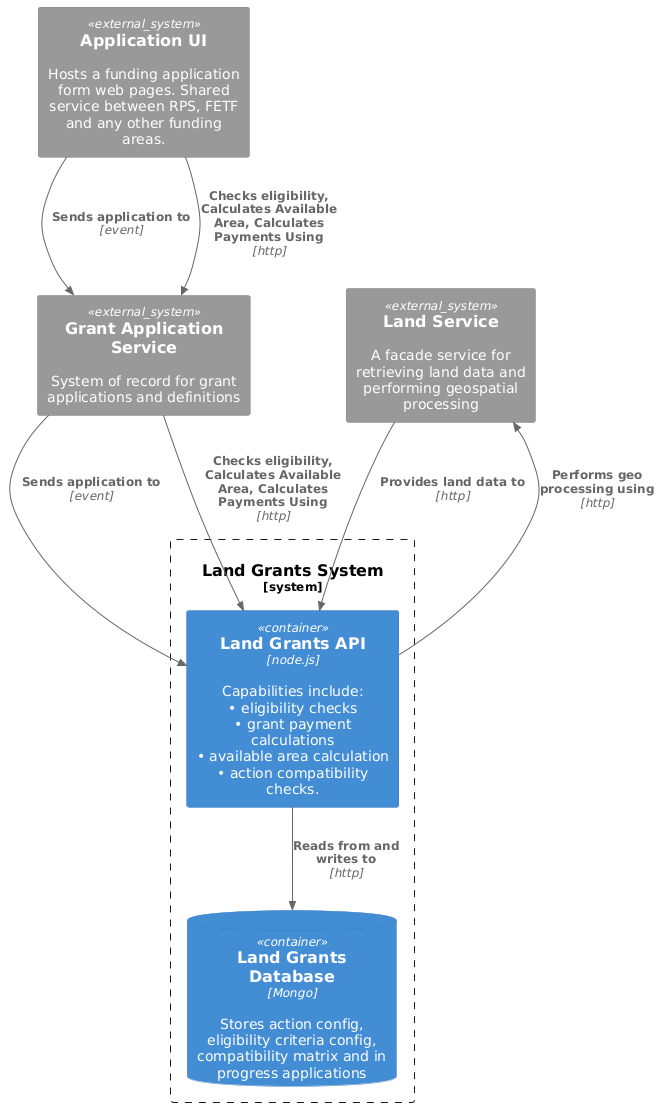 «external_system»
Application UI
Hosts a funding application
form web pages. Shared
service between RPS, FETF
and any other funding
areas.
Sends application to
[event]
Checks eligibility,
Calculates Available
Area, Calculates
Payments Using
[http]
«external_system»
Grant Application
Service
System of record for grant
applications and definitions
«external_system»
Land Service
A facade service for
retrieving land data and
performing geospatial
processing
Sends application to
[event]
Checks eligibility,
Calculates Available
Area, Calculates
Payments Using
[http]
Provides land data to
[http]
Performs geo
processing using
[http]
Land Grants System
[system]
«container»
Land Grants API
[node.js]
Capabilities include:
• eligibility checks
• grant payment
calculations
• available area calculation
• action compatibility
checks.
Reads from and
writes to
[http]
«container»
Land Grants
Database
[Mongo]
Stores action config,
eligibility criteria config,
compatibility matrix and in
progress applications